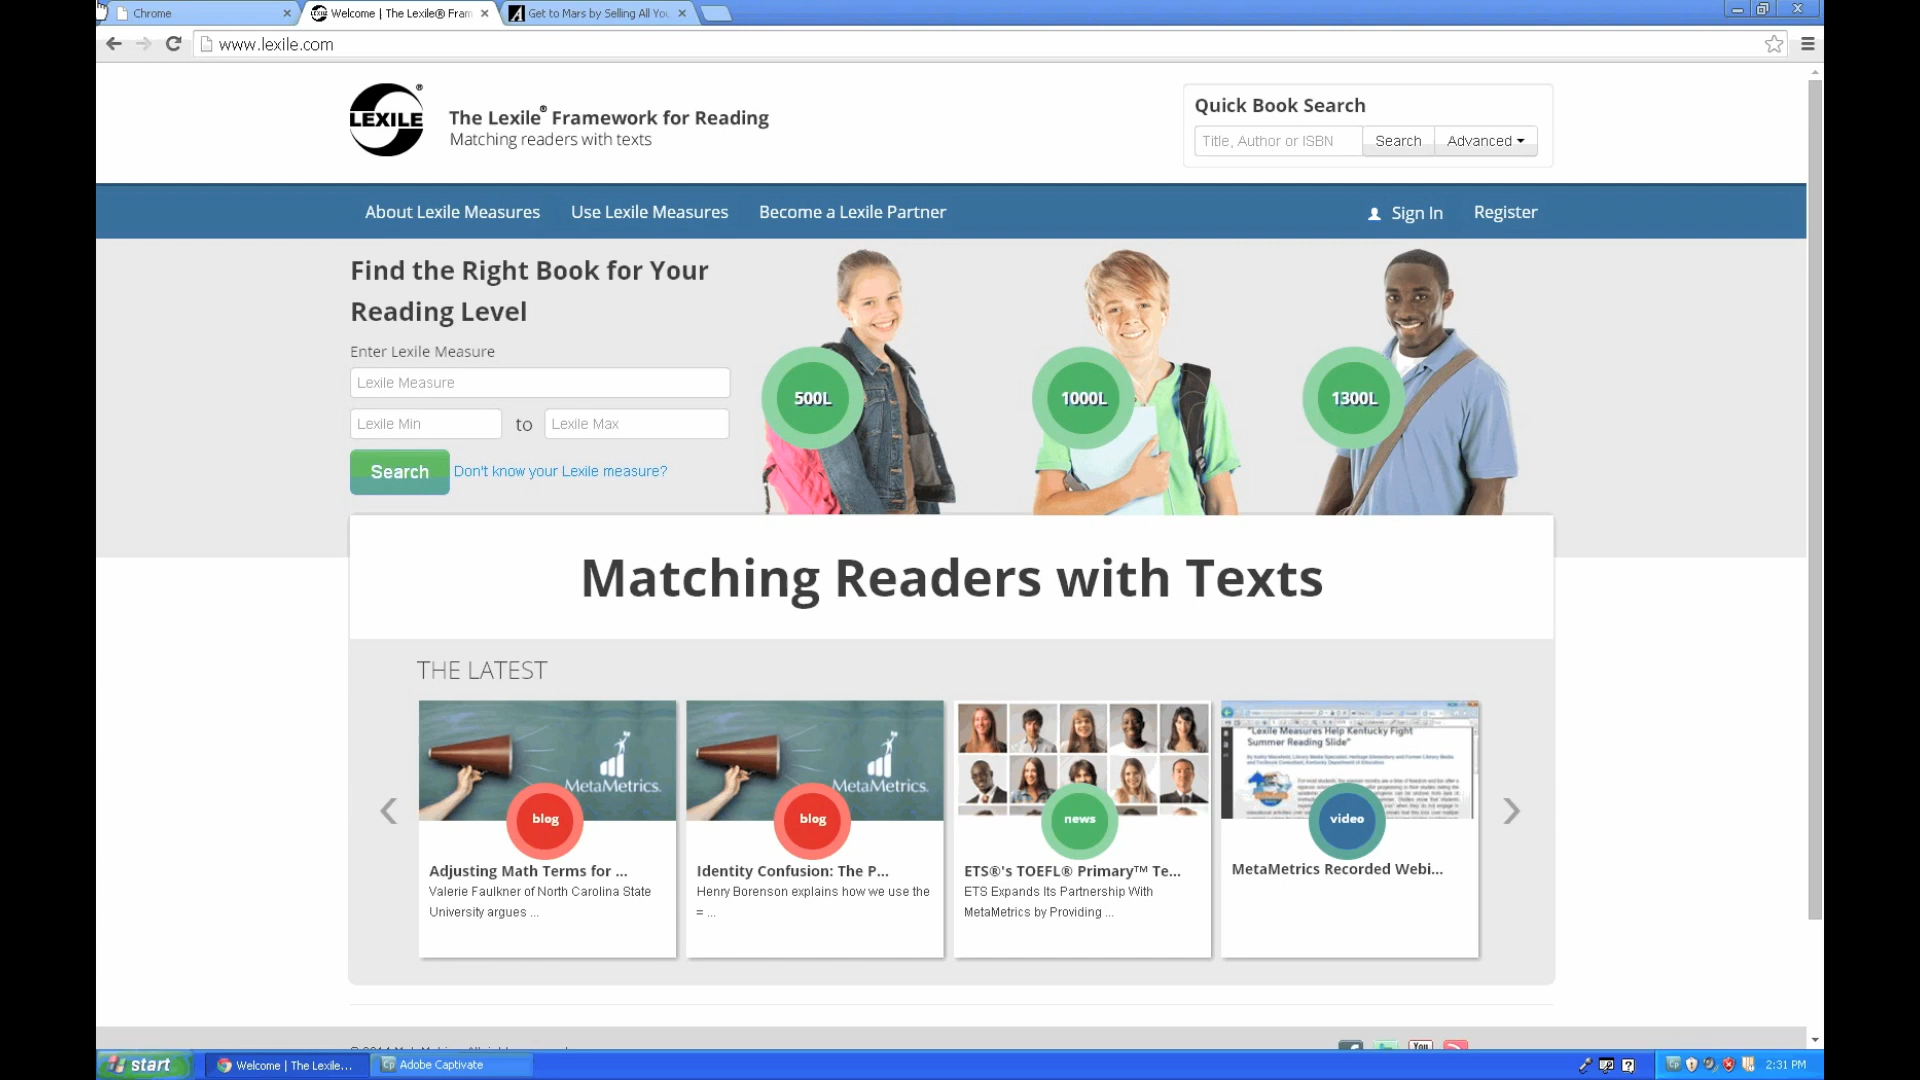 Chrome
Welcome | The Lexile® Fram
Get to Mars by Selling All You
www.lexile.com
LEXILE®
The Lexile® Framework for Reading
Matching readers with texts
Quick Book Search
Title, Author or ISBN
Search
Advanced
About Lexile Measures
Use Lexile Measures
Become a Lexile Partner
Sign In
Register
Find the Right Book for Your
Reading Level
Enter Lexile Measure
Lexile Measure
Lexile Min
to
Lexile Max
Search
Don't know your Lexile measure?
500L
1000L
1300L
Matching Readers with Texts
THE LATEST
MetaMetrics.
blog
Adjusting Math Terms for ...
Valerie Faulkner of North Carolina State
University argues ...
MetaMetrics.
blog
Identity Confusion: The P...
Henry Borenson explains how we use the
= ...
news
ETS®'s TOEFL® Primary™ Te...
ETS Expands Its Partnership With
MetaMetrics by Providing ...
"Lexile Measures Help Kentucky Fight
Summer Reading Slide"
video
MetaMetrics Recorded Webi...
You
start
Welcome | The Lexile...
Cp Adobe Captivate
2:31 PM